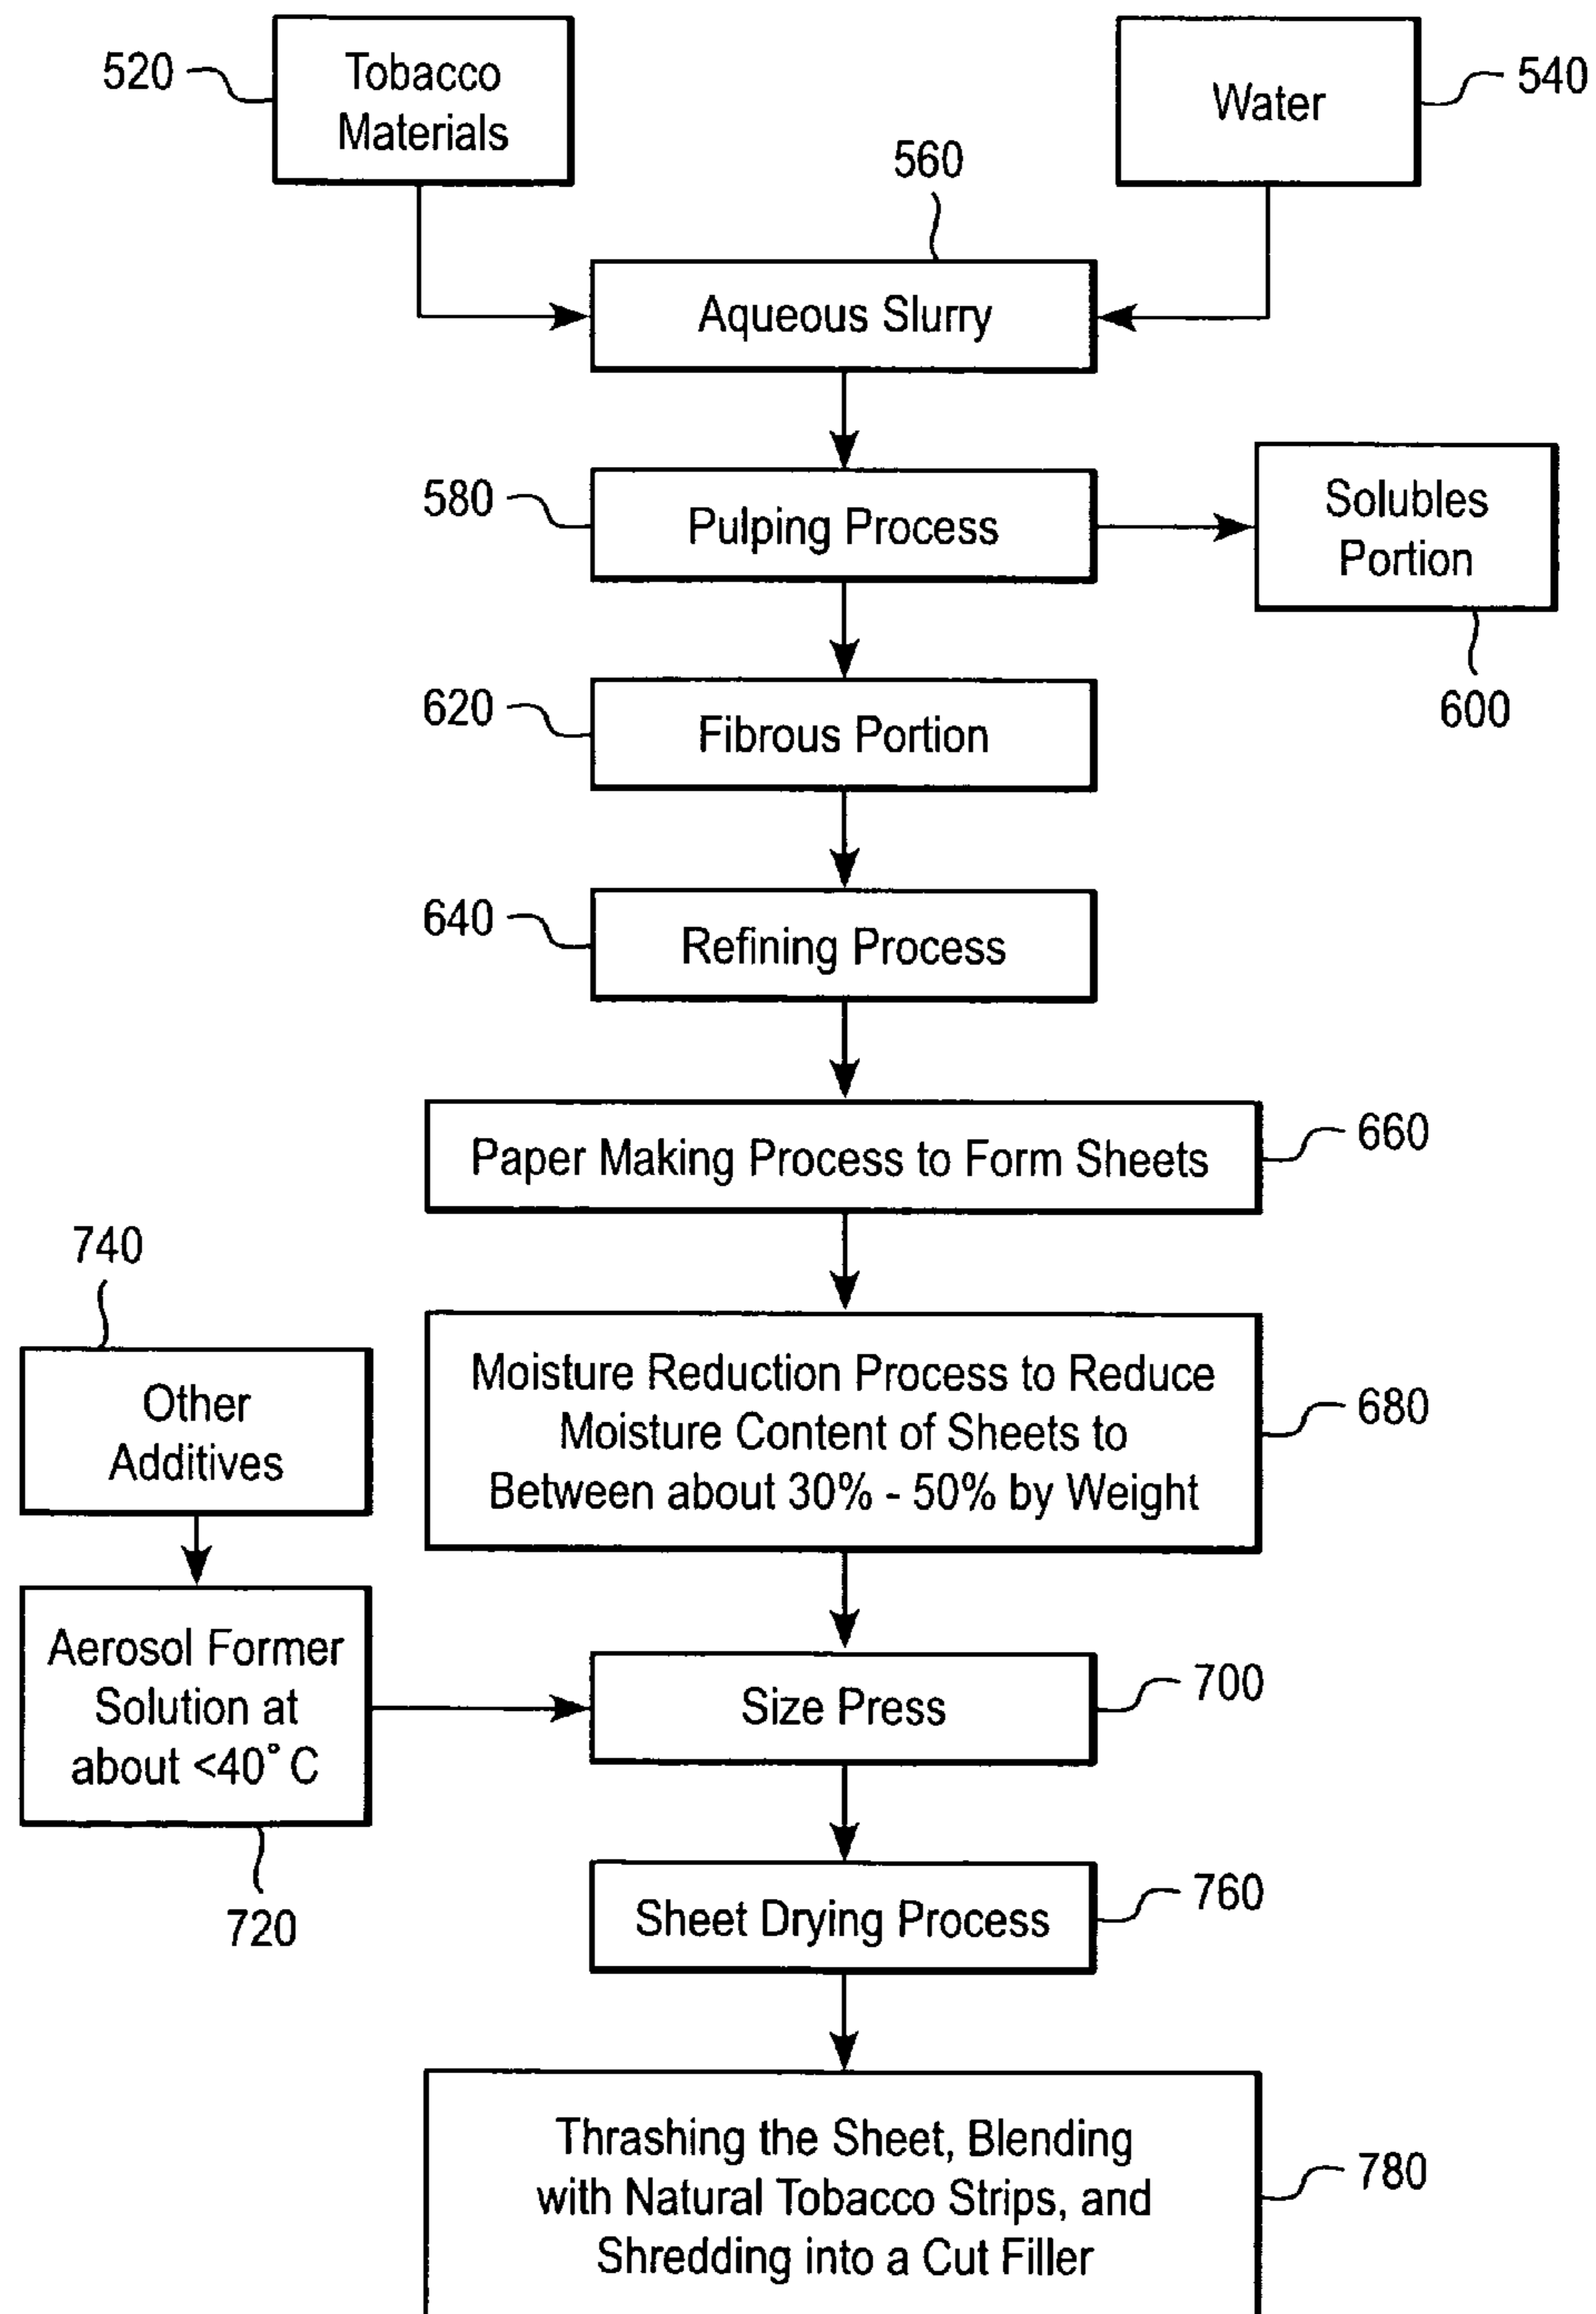 520
Tobacco
Materials
Water
540
560
Aqueous Slurry
580
Pulping Process
Solubles
Portion
600
620
Fibrous Portion
640
Refining Process
Paper Making Process to Form Sheets
660
740
Other
Additives
Moisture Reduction Process to Reduce
Moisture Content of Sheets to
Between about 30% - 50% by Weight
680
Aerosol Former
Solution at
about <40° C
720
Size Press
700
Sheet Drying Process
760
Thrashing the Sheet, Blending
with Natural Tobacco Strips, and
Shredding into a Cut Filler
780